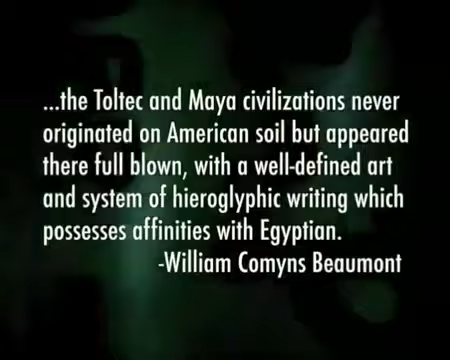 ...the Toltec and Maya civilizations never
originated on American soil but appeared
there full blown, with a well-defined art
and system of hieroglyphic writing which
possesses affinities with Egyptian.
-William Comyns Beaumont